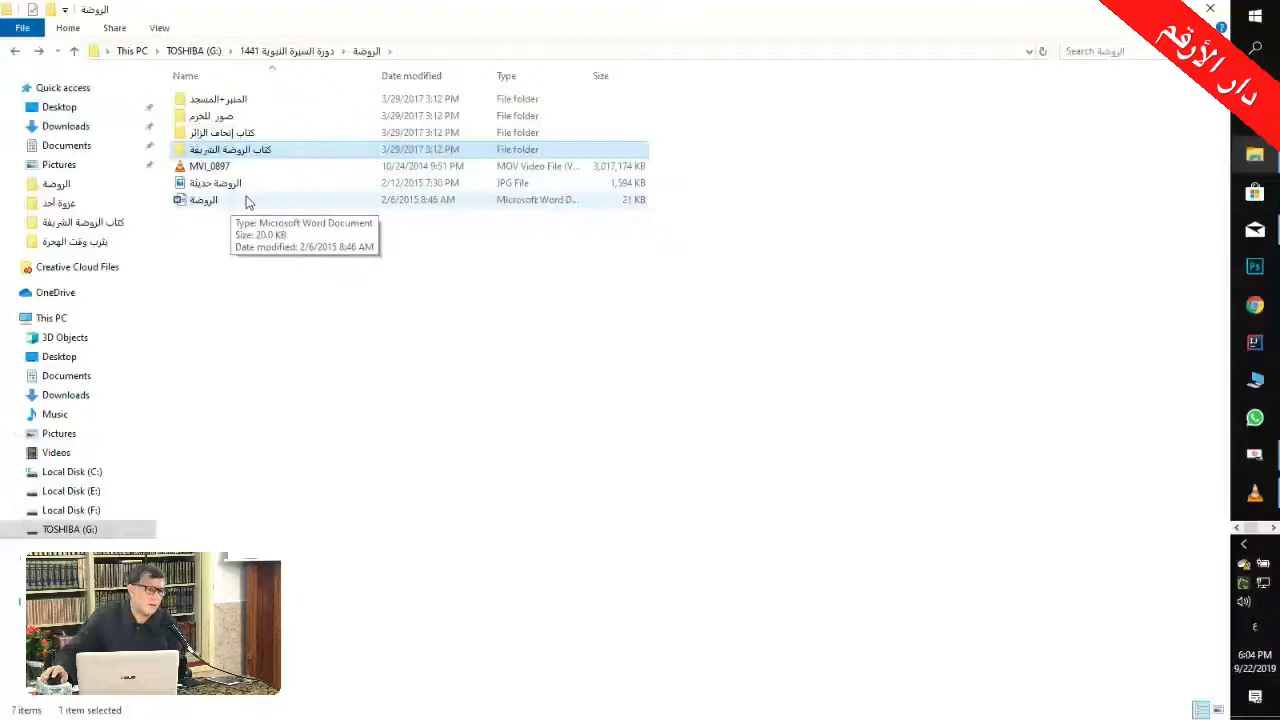 الروضة
File Home Share View
This PC TOSHIBA (G:) دورة السيرة النبوية 1441 الروضة
Search الروضة
دار الأرقم
Name Date modified Type Size
المنبر+المسجد 3/29/2017 3:12 PM File folder
صور للحرم 3/29/2017 3:12 PM File folder
كتاب إتحاف الزائر 3/29/2017 3:12 PM File folder
كتاب الروضة الشريفة 3/29/2017 3:12 PM File folder
MVI_0897 10/24/2014 9:51 PM MOV Video File (V... 3,017,174 KB
الروضة حديثة 2/12/2015 7:30 PM JPG File 1,594 KB
الروضة 2/6/2015 8:46 AM Microsoft Word D... 21 KB
Type: Microsoft Word Document
Size: 20.0 KB
Date modified: 2/6/2015 8:46 AM
Quick access
Desktop
Downloads
Documents
Pictures
الروضة
غزوة أحد
كتاب الروضة الشريفة
يثرب وقت الهجرة
Creative Cloud Files
OneDrive
This PC
3D Objects
Desktop
Documents
Downloads
Music
Pictures
Videos
Local Disk (C:)
Local Disk (E:)
Local Disk (F:)
TOSHIBA (G:)
Ps
IJ
ع
6:04 PM
9/22/2019
ASUS
7 items 1 item selected